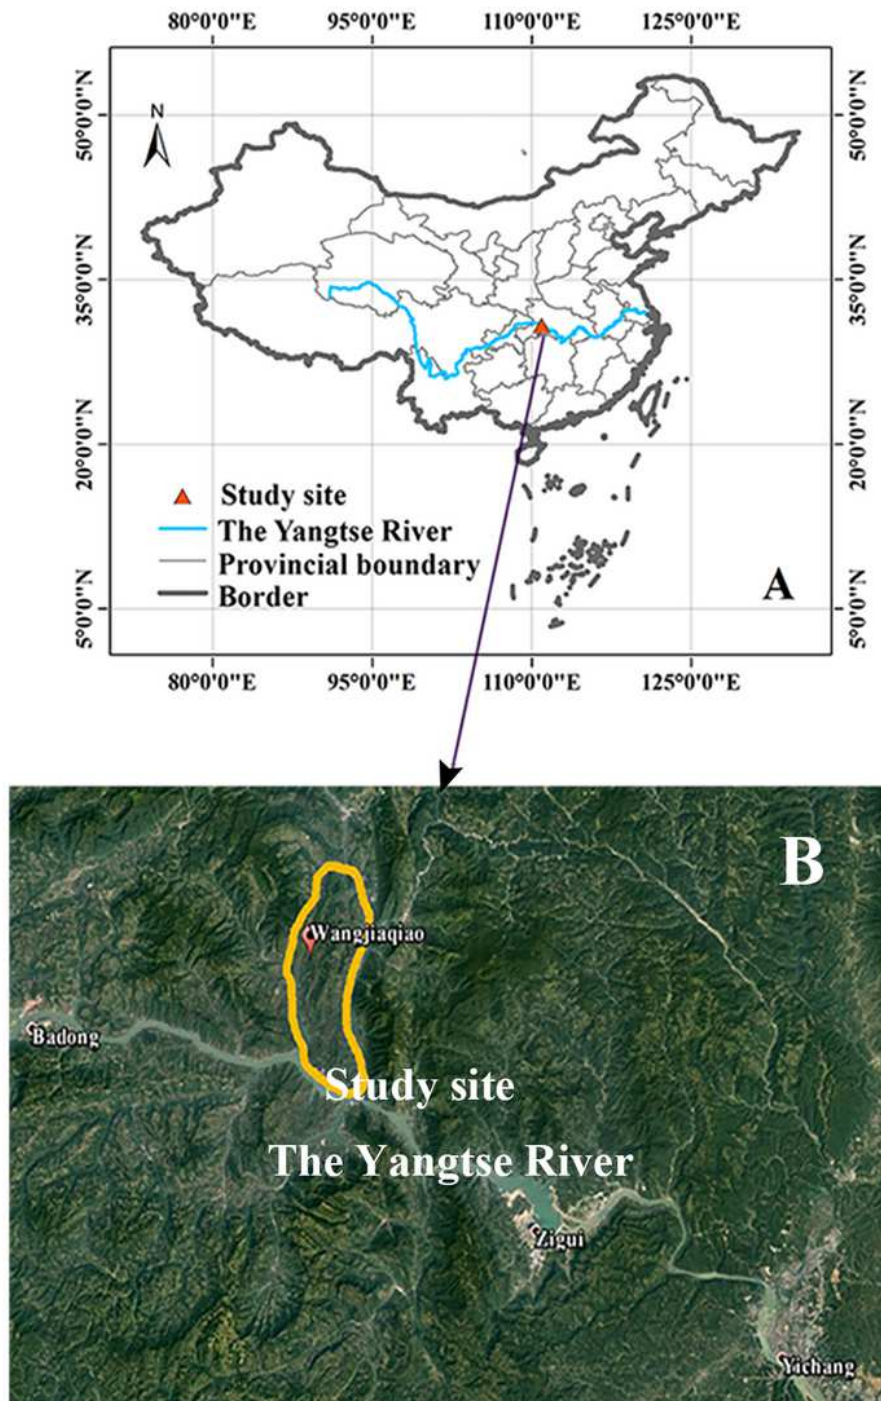 80°0'0"E 95°0'0"E 110°0'0"E 125°0'0"E
N
50°0'0"N
50°0'0"N
35°0'0"N
35°0'0"N
20°0'0"N
20°0'0"N
5°0'0"N
5°0'0"N
Study site
The Yangtse River
Provincial boundary
Border
A
80°0'0"E 95°0'0"E 110°0'0"E 125°0'0"E
B
Wangjiaqiao
Badong
Study site
The Yangtse River
Zigui
Yichang